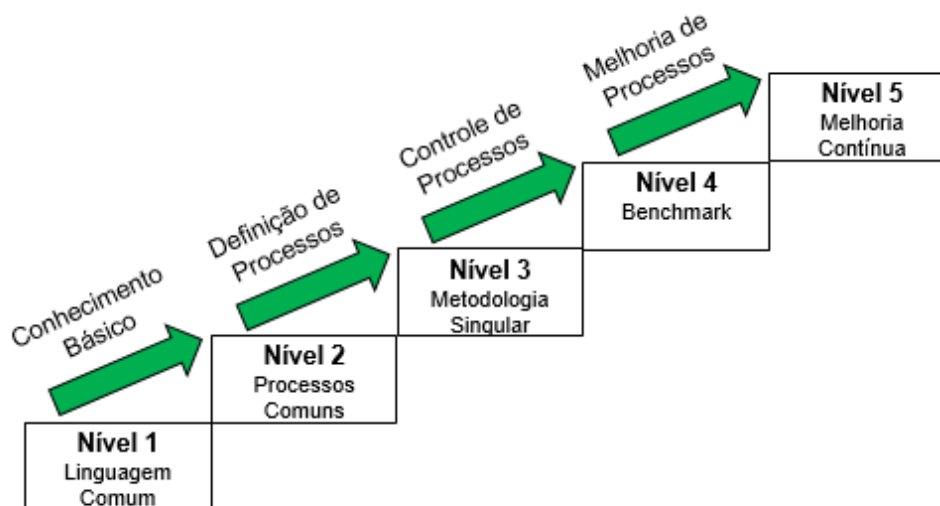 Melhoria de
Processos
Nível 5
Melhoria
Contínua
Controle de
Processos
Nível 4
Benchmark
Definição de
Processos
Nível 3
Metodologia
Singular
Conhecimento
Básico
Nível 2
Processos
Comuns
Nível 1
Linguagem
Comum